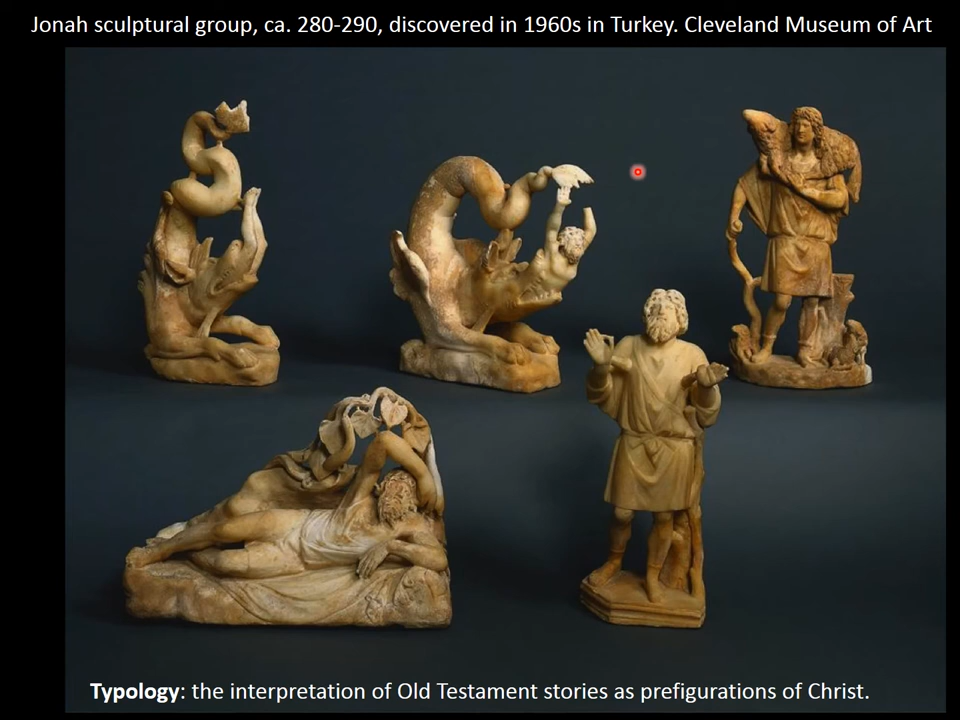 Jonah sculptural group, ca. 280-290, discovered in 1960s in Turkey. Cleveland Museum of Art
Typology: the interpretation of Old Testament stories as prefigurations of Christ.